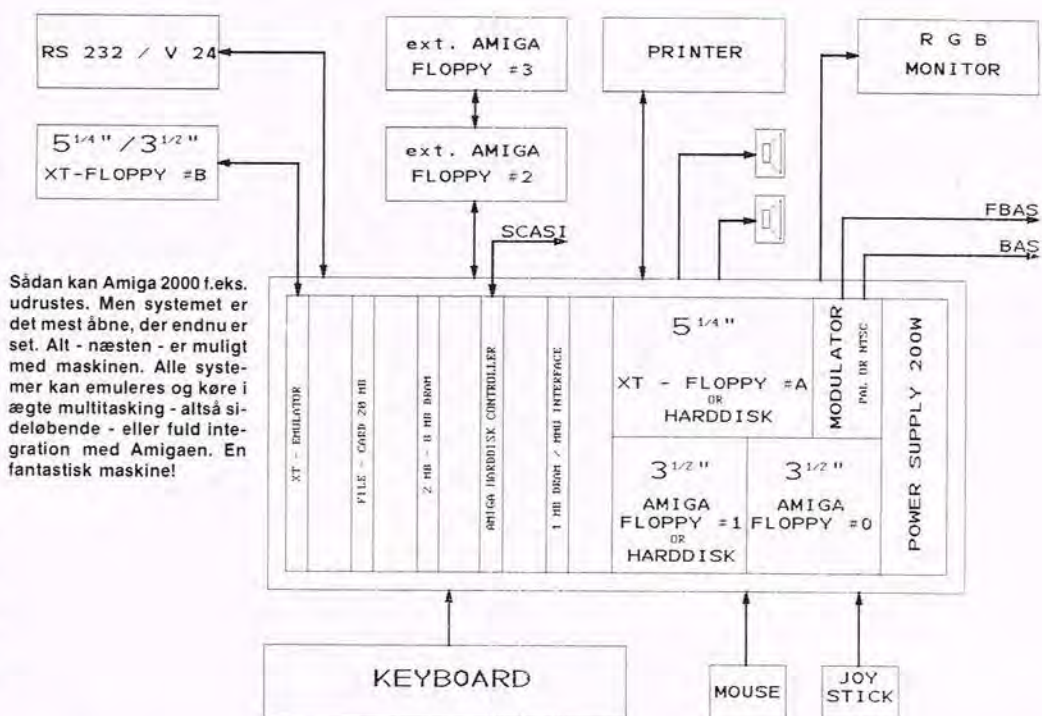 RS 232 / V 24
ext. AMIGA
FLOPPY #3
PRINTER
R G B
MONITOR
5 1/4" / 3 1/2"
XT-FLOPPY #B
ext. AMIGA
FLOPPY #2
SCASI
FBAS
BAS
Sådan kan Amiga 2000 f.eks.
udrustes. Men systemet er
det mest åbne, der endnu er
set. Alt - næsten - er muligt
med maskinen. Alle syste-
mer kan emuleres og køre i
ægte multitasking - altså si-
deløbende - eller fuld inte-
gration med Amigaen. En
fantastisk maskine!
XT - EMULATOR
FILE - CARD 20 MB
2 MB - 8 MB DRAM
AMIGA HARDDISK CONTROLLER
1 MB DRAM / MMU INTERFACE
5 1/4"
XT - FLOPPY #A
OR
HARDDISK
MODULATOR
PAL OR NTSC
POWER SUPPLY 200W
3 1/2"
AMIGA
FLOPPY #1
OR
HARDDISK
3 1/2"
AMIGA
FLOPPY #0
KEYBOARD
MOUSE
JOY
STICK